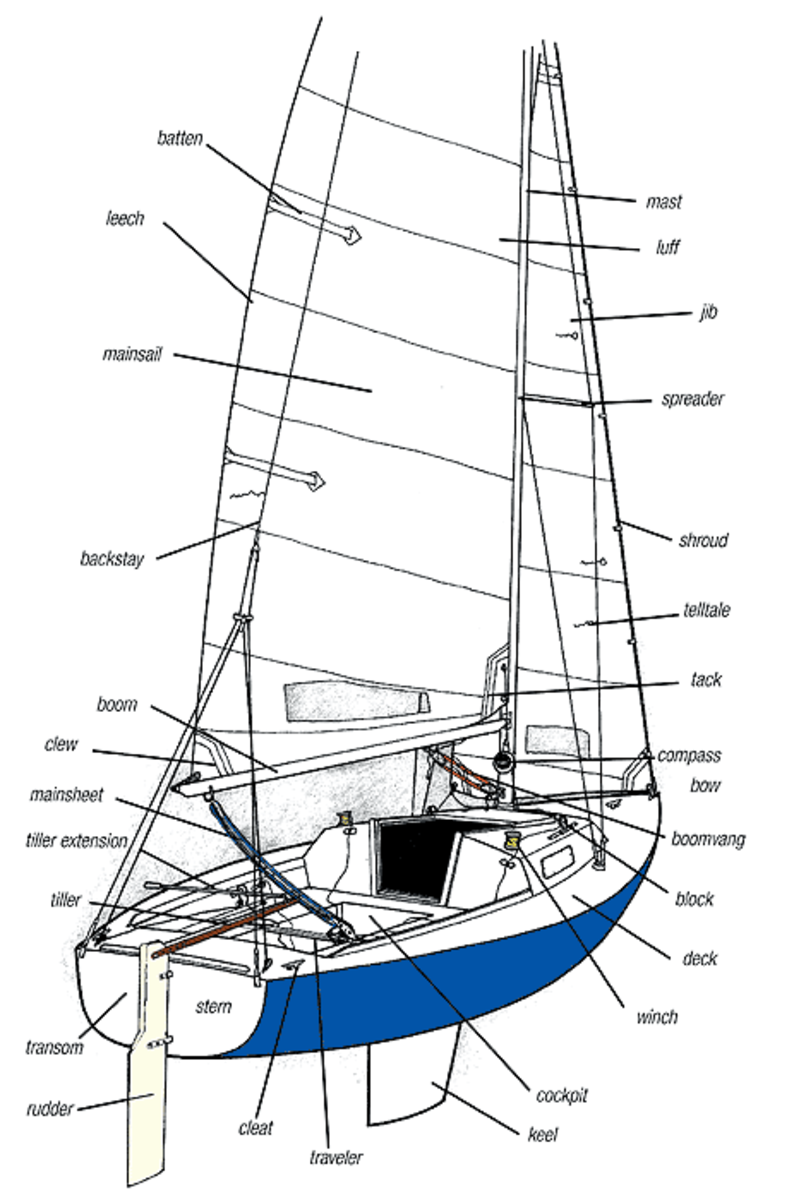 batten
mast
leech
luff
jib
mainsail
spreader
backstay
shroud
telltale
tack
boom
clew
compass
bow
mainsheet
tiller extension
boomvang
tiller
block
deck
stern
winch
transom
cockpit
rudder
cleat
keel
traveler